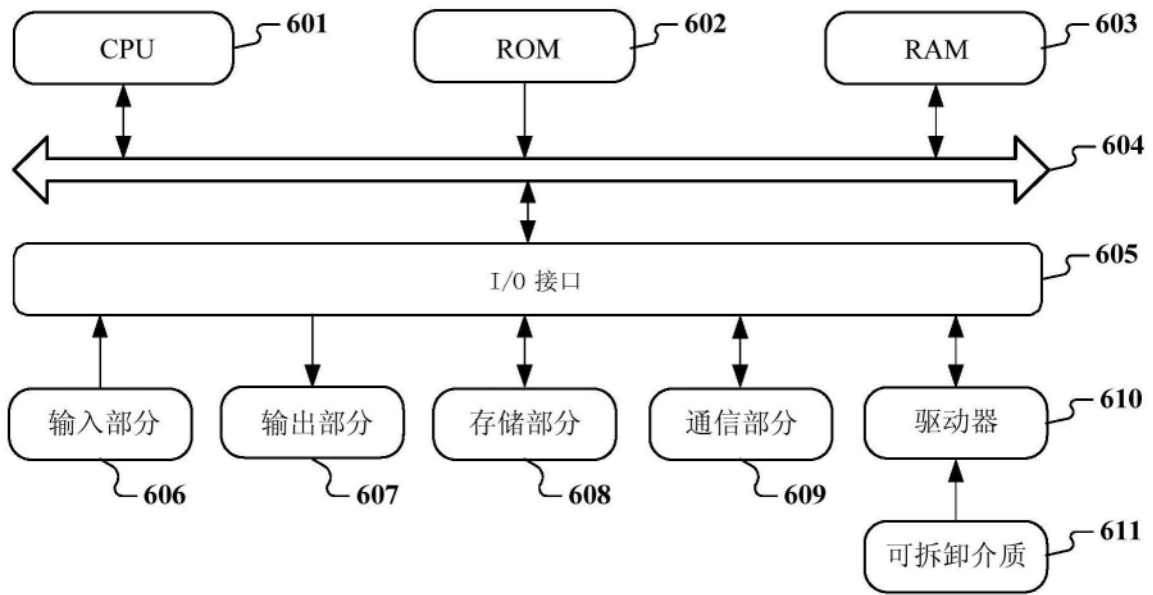 CPU
601
ROM
602
RAM
603
604
I/O 接口
605
输入部分
606
输出部分
607
存储部分
608
通信部分
609
驱动器
610
可拆卸介质
611